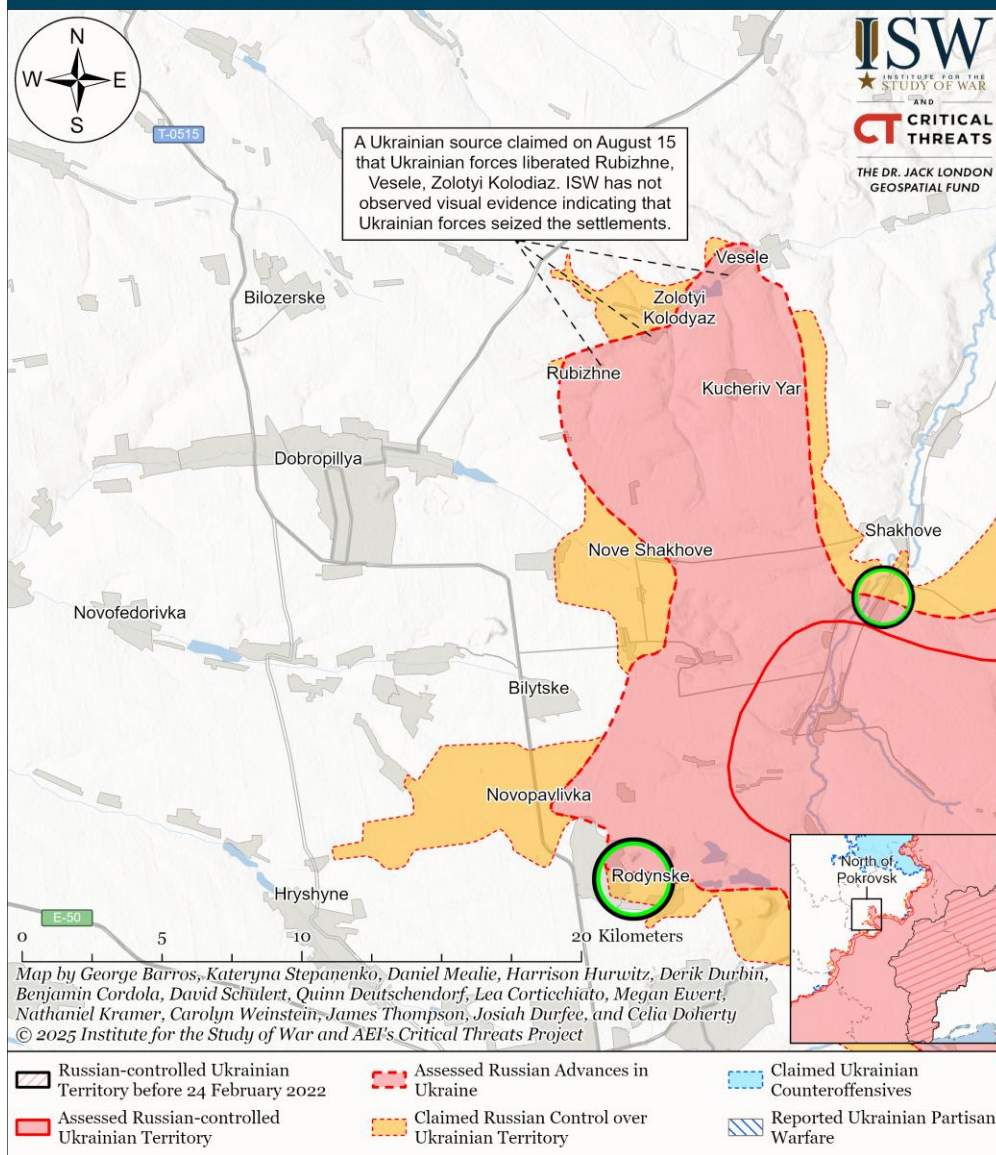 N
W E
S
ISW
INSTITUTE FOR THE
STUDY OF WAR
AND
CT CRITICAL
THREATS
THE DR. JACK LONDON
GEOSPATIAL FUND
T-0515
A Ukrainian source claimed on August 15
that Ukrainian forces liberated Rubizhne,
Vesele, Zolotyi Kolodiaz. ISW has not
observed visual evidence indicating that
Ukrainian forces seized the settlements.
Vesele
Bilozerske
Zolotyi
Kolodyaz
Rubizhne
Kucheriv Yar
Dobropillya
Shakhove
Nove Shakhove
Novofedorivka
Bilytske
Novopavlivka
Rodynske
Hryshyne
E-50
North of
Pokrovsk
0 5 10 20 Kilometers
Map by George Barros, Kateryna Stepanenko, Daniel Mealie, Harrison Hurwitz, Derik Durbin,
Benjamin Cordola, David Schulert, Quinn Deutschendorf, Lea Corticchiato, Megan Ewert,
Nathaniel Kramer, Carolyn Weinstein, James Thompson, Josiah Durfee, and Celia Doherty
© 2025 Institute for the Study of War and AEI's Critical Threats Project
Russian-controlled Ukrainian
Territory before 24 February 2022
Assessed Russian-controlled
Ukrainian Territory
Assessed Russian Advances in
Ukraine
Claimed Russian Control over
Ukrainian Territory
Claimed Ukrainian
Counteroffensives
Reported Ukrainian Partisan
Warfare